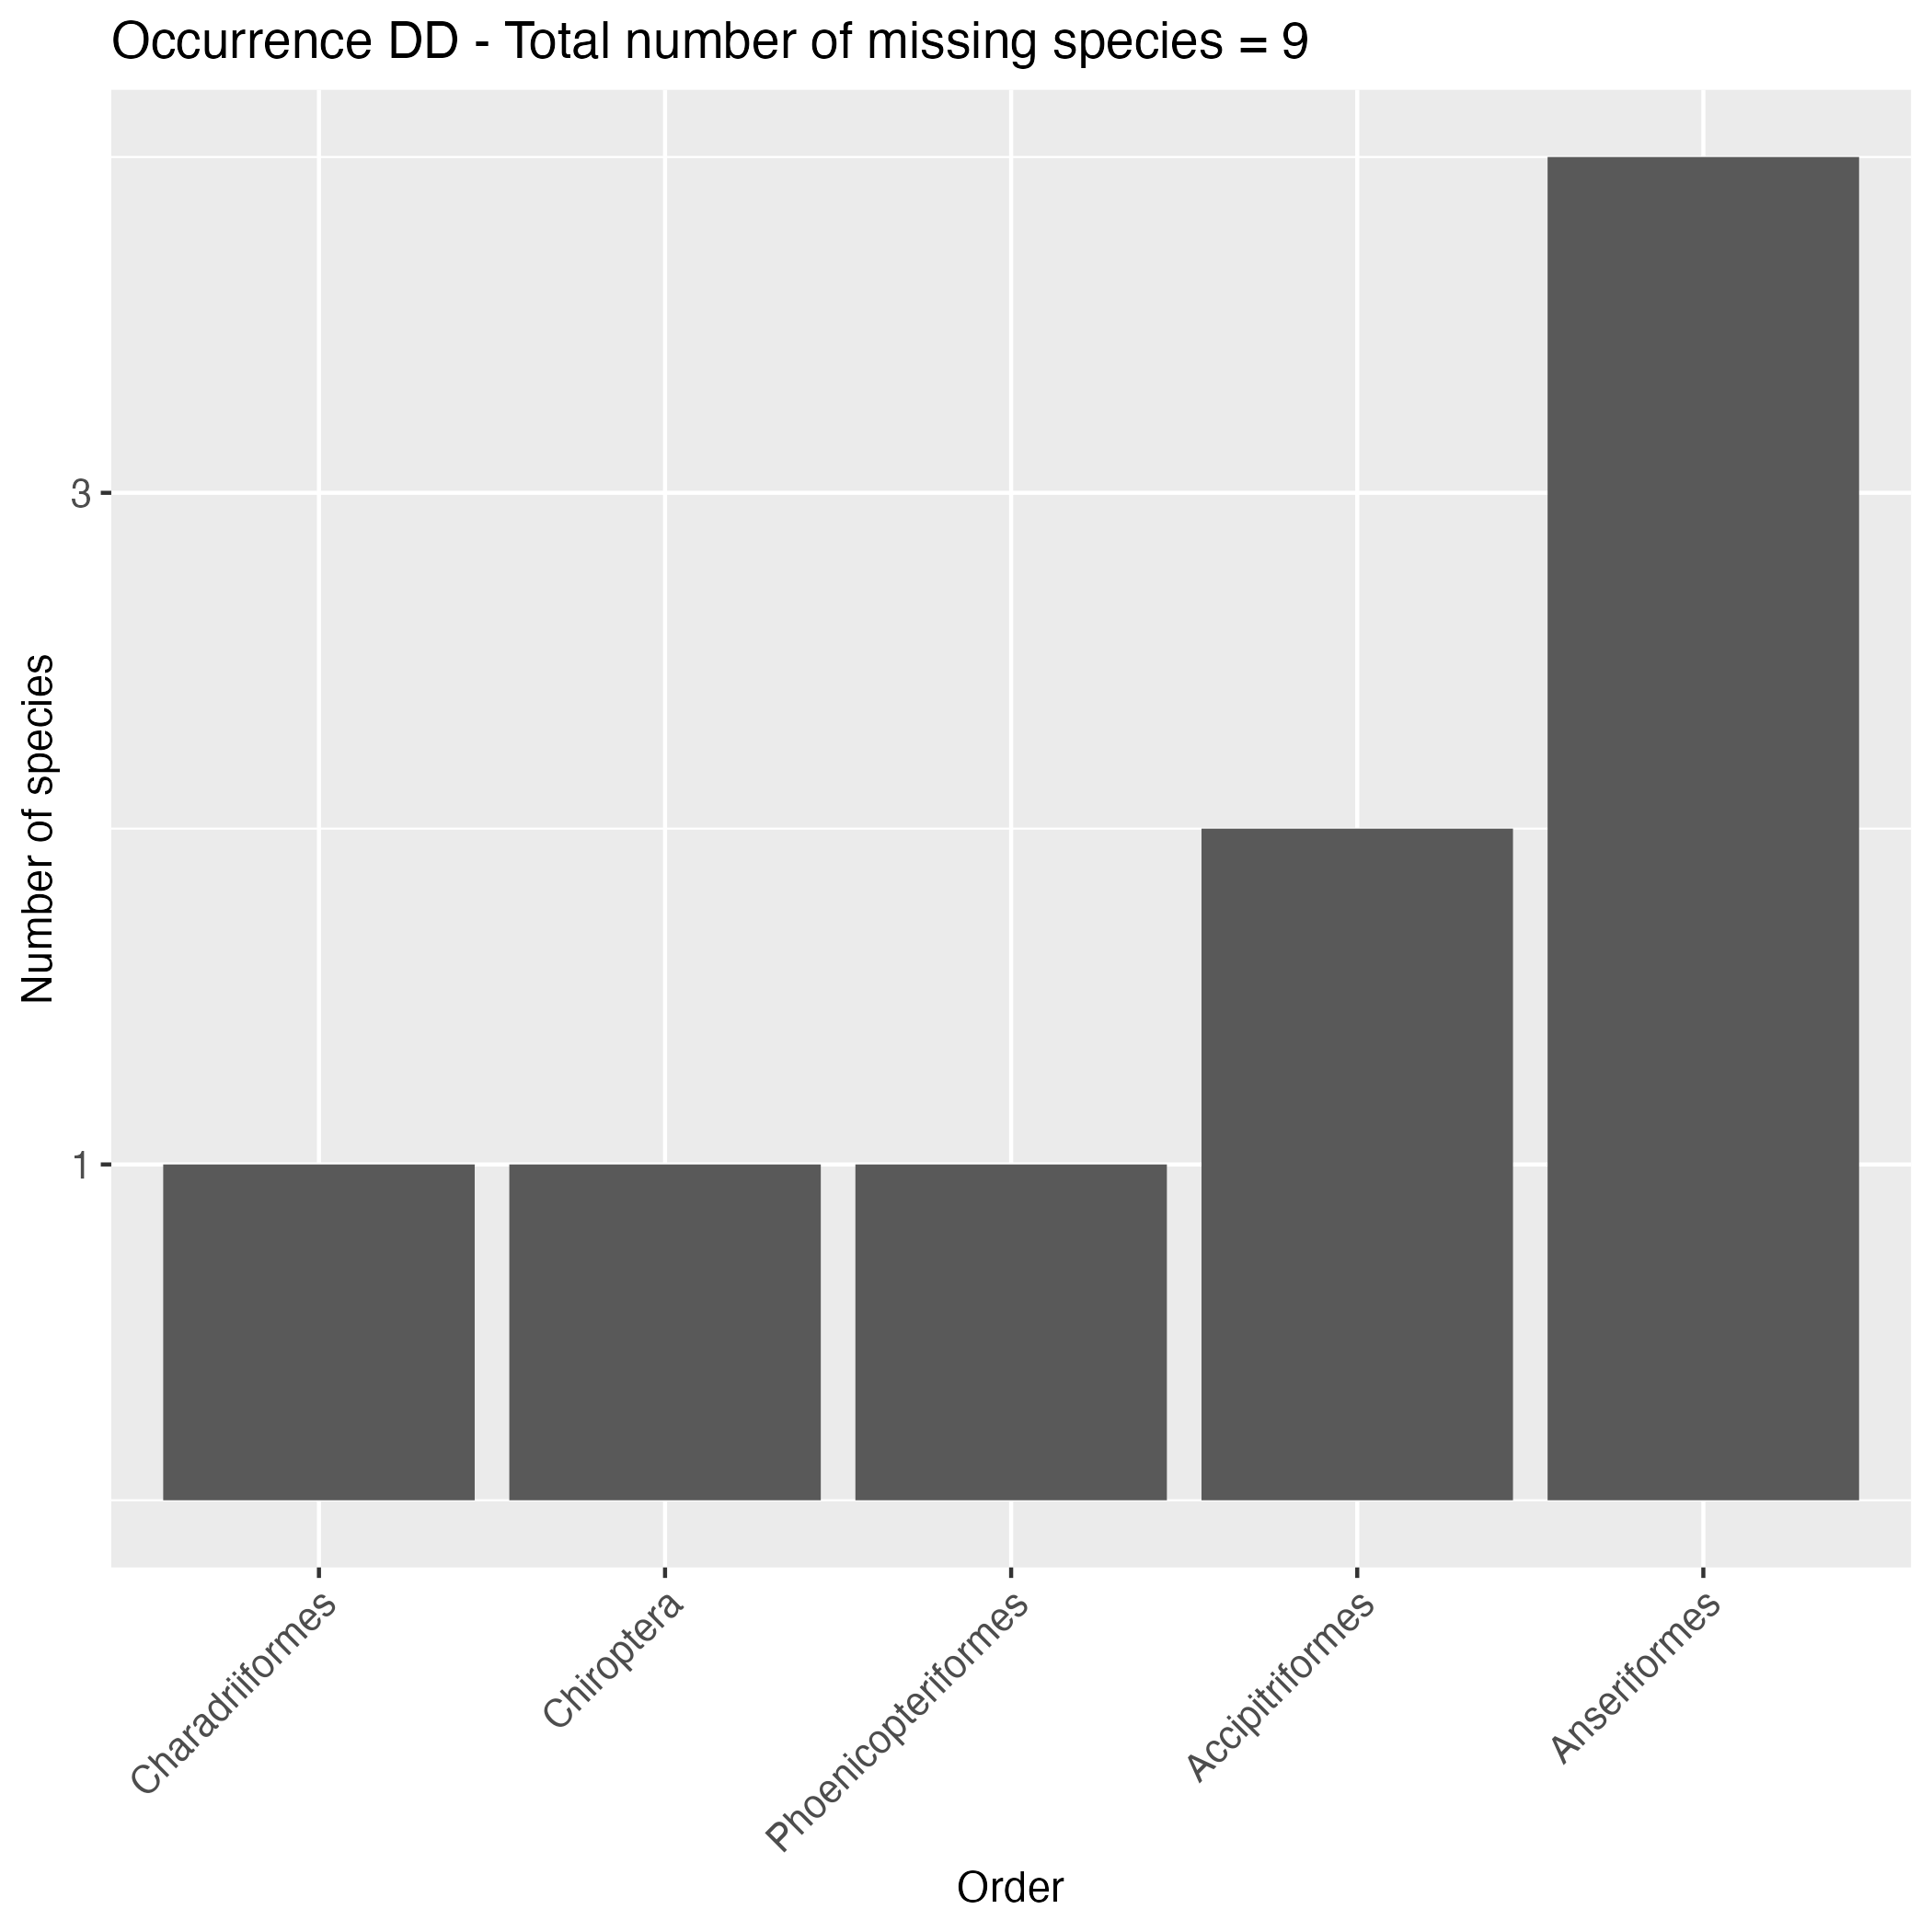 Occurrence DD - Total number of missing species = 9
Number of species
3
1
Charadriiformes
Chiroptera
Phoenicopteriformes
Accipitriformes
Anseriformes
Order